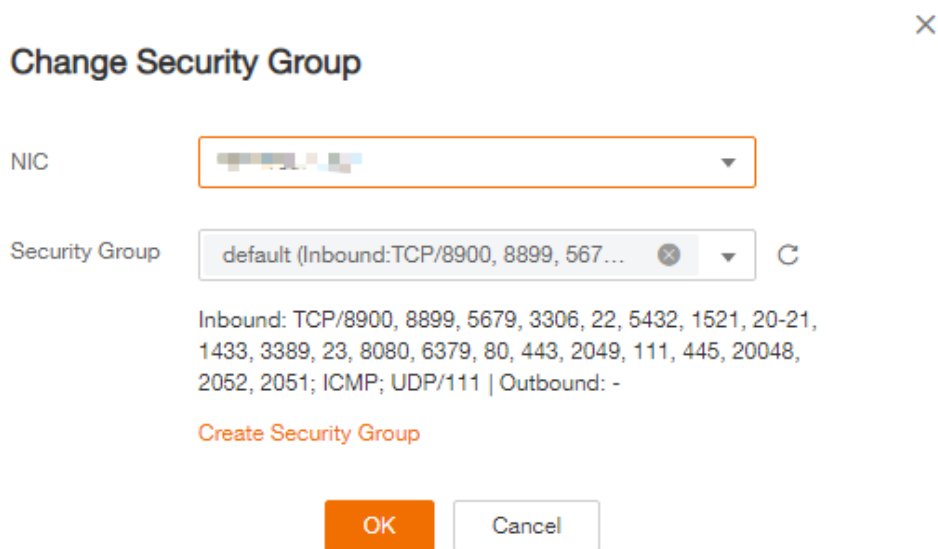 Change Security Group
NIC
Security Group
default (Inbound:TCP/8900, 8899, 567...
Inbound: TCP/8900, 8899, 5679, 3306, 22, 5432, 1521, 20-21,
1433, 3389, 23, 8080, 6379, 80, 443, 2049, 111, 445, 20048,
2052, 2051; ICMP; UDP/111 | Outbound: -
Create Security Group
OK
Cancel